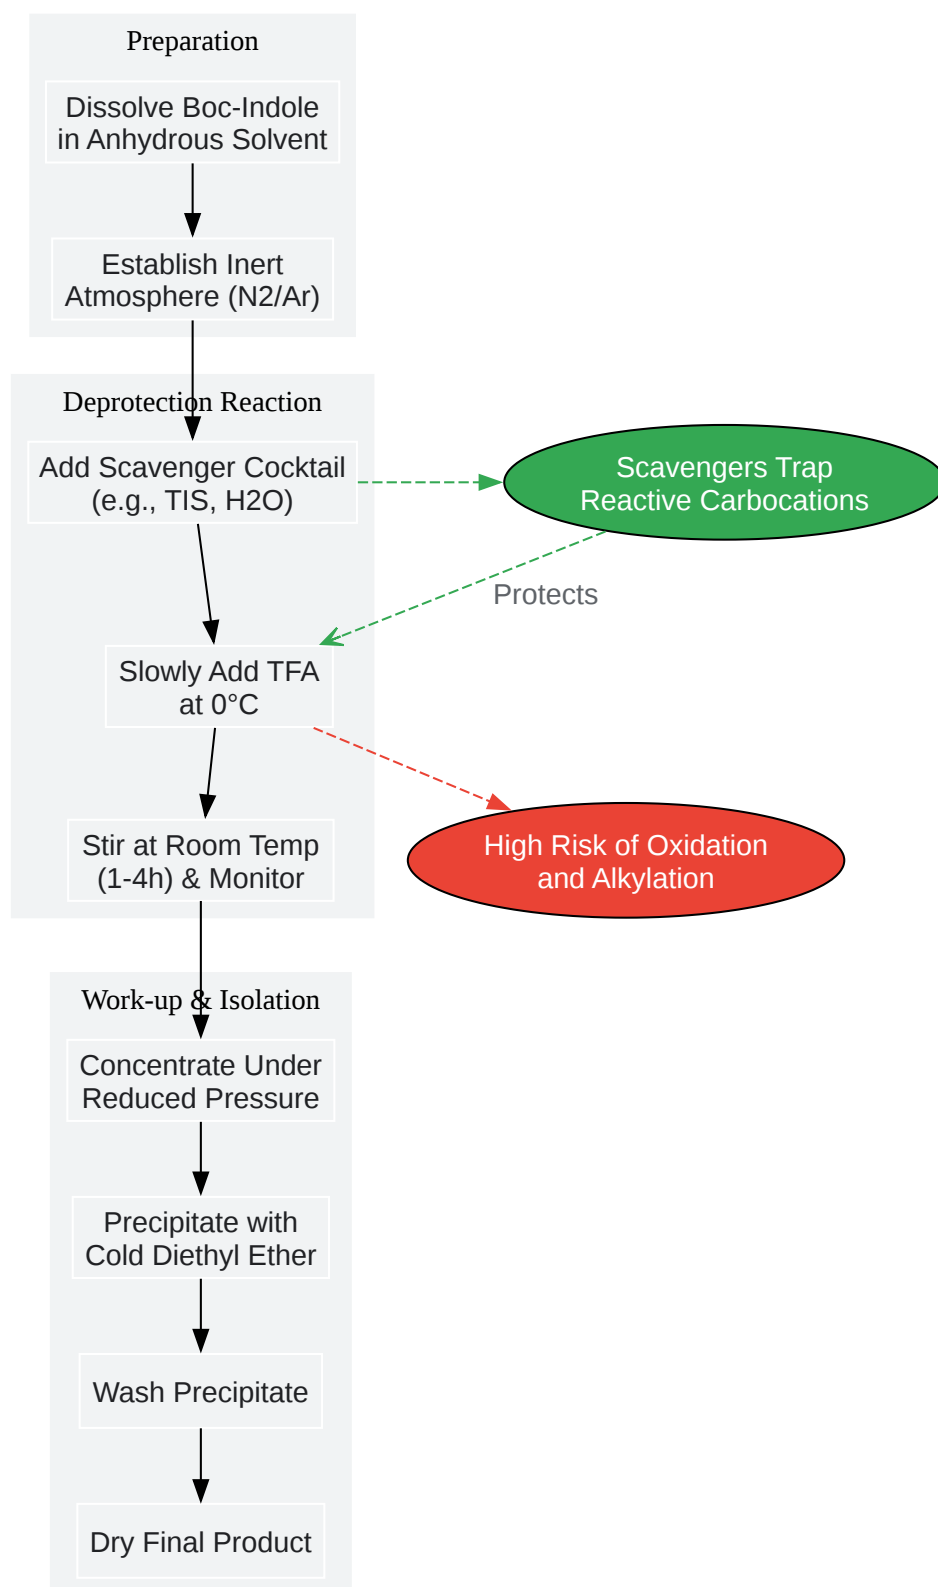 Preparation
Dissolve Boc-Indole
in Anhydrous Solvent
Establish Inert
Atmosphere (N2/Ar)
Deprotection Reaction
Add Scavenger Cocktail
(e.g., TIS, H2O)
Scavengers Trap
Reactive Carbocations
Protects
Slowly Add TFA
at 0°C
Stir at Room Temp
(1-4h) & Monitor
High Risk of Oxidation
and Alkylation
Work-up & Isolation
Concentrate Under
Reduced Pressure
Precipitate with
Cold Diethyl Ether
Wash Precipitate
Dry Final Product